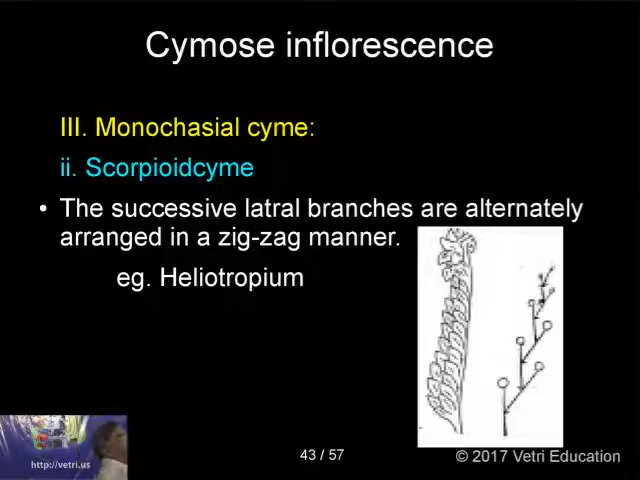 Cymose inflorescence
III. Monochasial cyme:
ii. Scorpioidcyme
• The successive latral branches are alternately
arranged in a zig-zag manner.
eg. Heliotropium
http://vetri.us
43 / 57
© 2017 Vetri Education